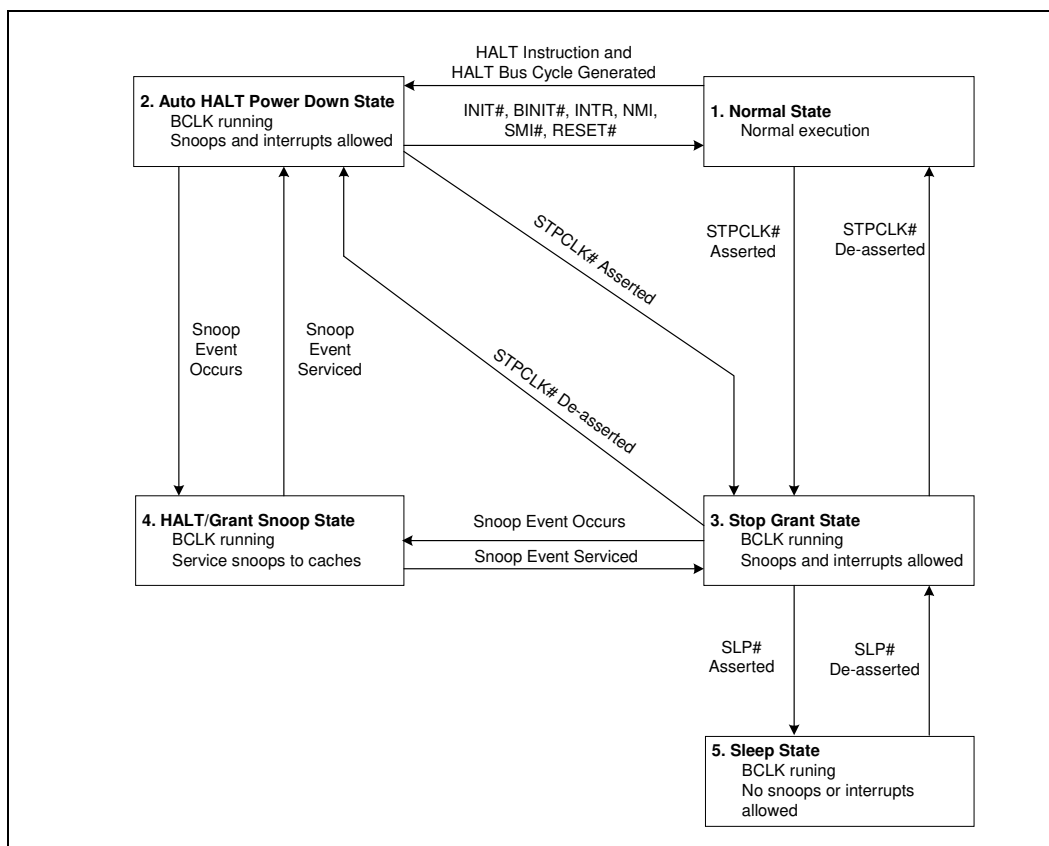 HALT Instruction and
HALT Bus Cycle Generated
2. Auto HALT Power Down State
BCLK running
Snoops and interrupts allowed
INIT#, BINIT#, INTR, NMI,
SMI#, RESET#
1. Normal State
Normal execution
STPCLK# Asserted
STPCLK# De-asserted
STPCLK#
Asserted
STPCLK#
De-asserted
Snoop
Event
Occurs
Snoop
Event
Serviced
4. HALT/Grant Snoop State
BCLK running
Service snoops to caches
Snoop Event Occurs
Snoop Event Serviced
3. Stop Grant State
BCLK running
Snoops and interrupts allowed
SLP#
Asserted
SLP#
De-asserted
5. Sleep State
BCLK runing
No snoops or interrupts
allowed